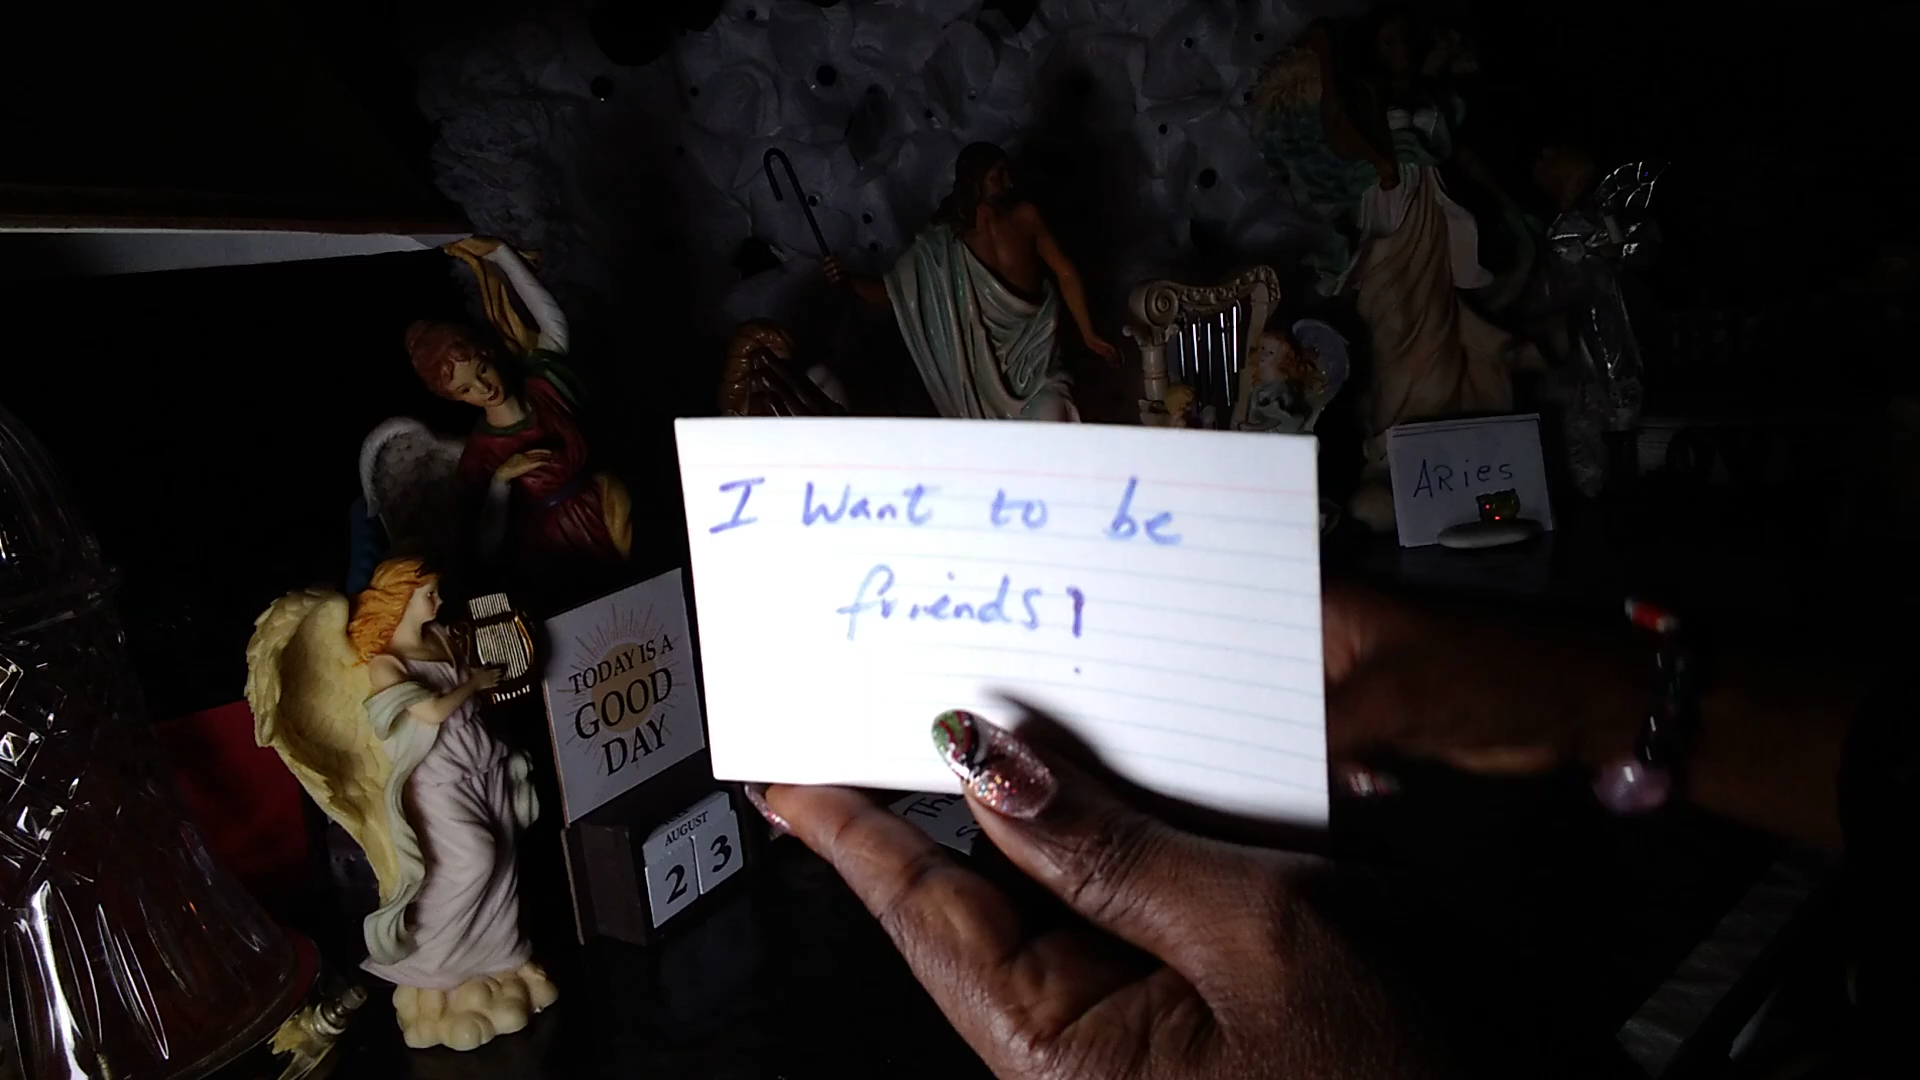 ARies
I want to be
friends!
TODAY IS A
GOOD
DAY
AUGUST
2 3